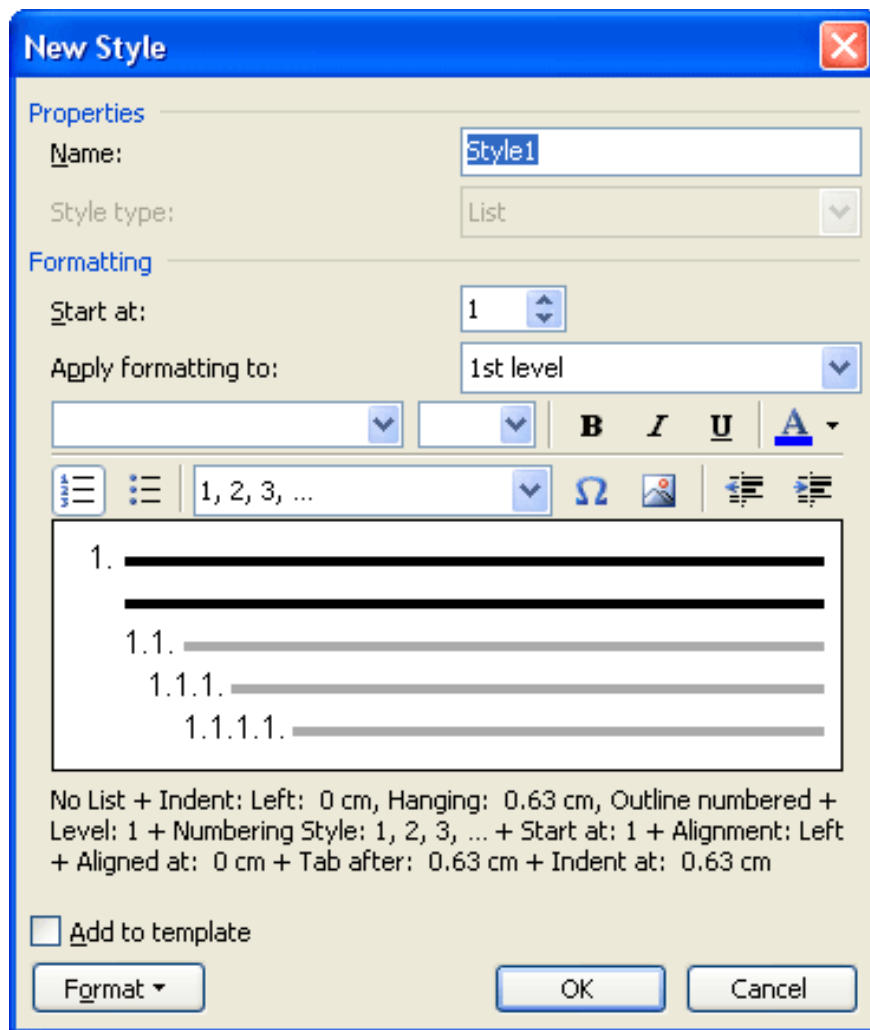 New Style
Properties
Name: Style1
Style type: List
Formatting
Start at: 1
Apply formatting to: 1st level
B I U A
1, 2, 3, ... Ω
1.
1.1.
1.1.1.
1.1.1.1.
No List + Indent: Left: 0 cm, Hanging: 0.63 cm, Outline numbered +
Level: 1 + Numbering Style: 1, 2, 3, ... + Start at: 1 + Alignment: Left
+ Aligned at: 0 cm + Tab after: 0.63 cm + Indent at: 0.63 cm
Add to template
Format OK Cancel